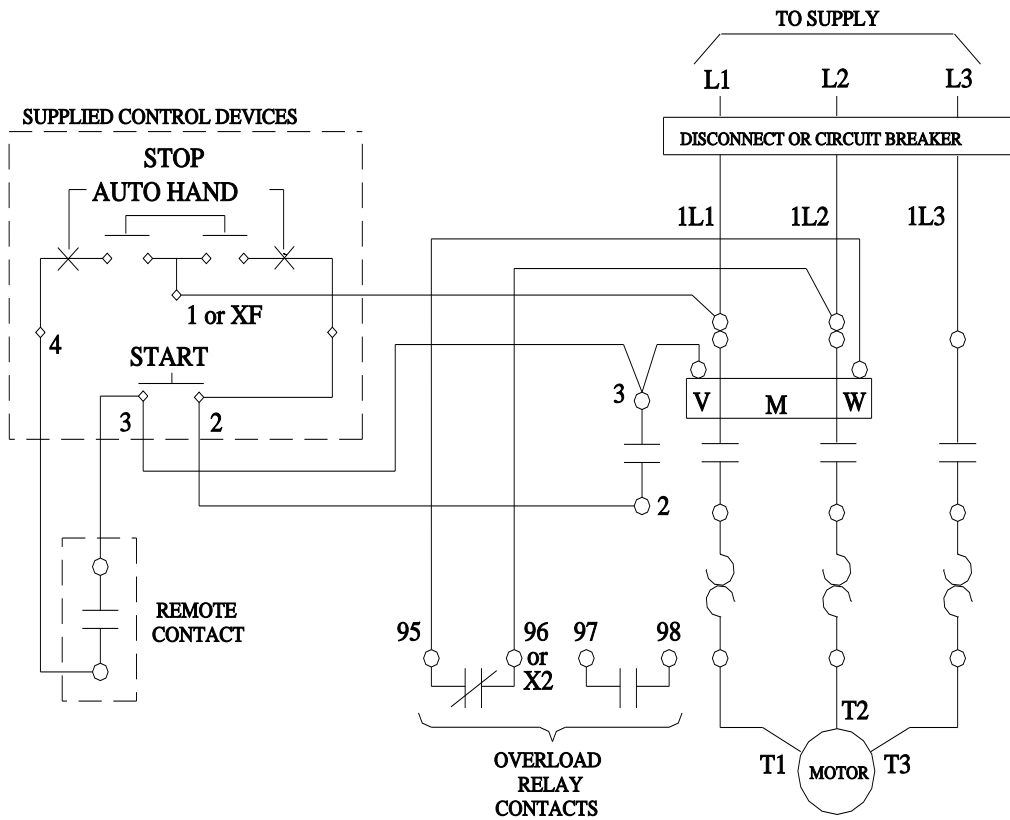 TO SUPPLY
L1 L2 L3
SUPPLIED CONTROL DEVICES
DISCONNECT OR CIRCUIT BREAKER
STOP
AUTO HAND
1L1 1L2 1L3
1 or XF
4
START
3 2
3
V M W
2
REMOTE
CONTACT
95 96 97 98
or
X2
T2
T1 MOTOR T3
OVERLOAD
RELAY
CONTACTS